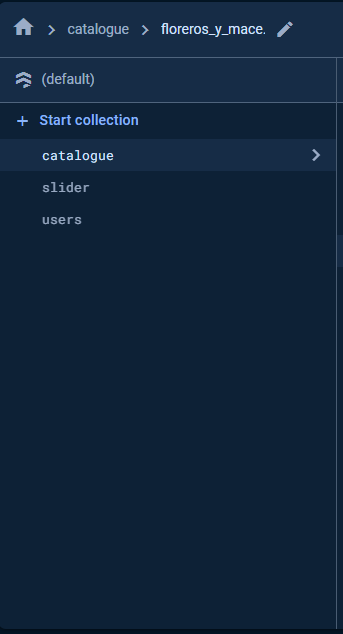 catalogue floreros_y_mace.
(default)
Start collection
catalogue
slider
users